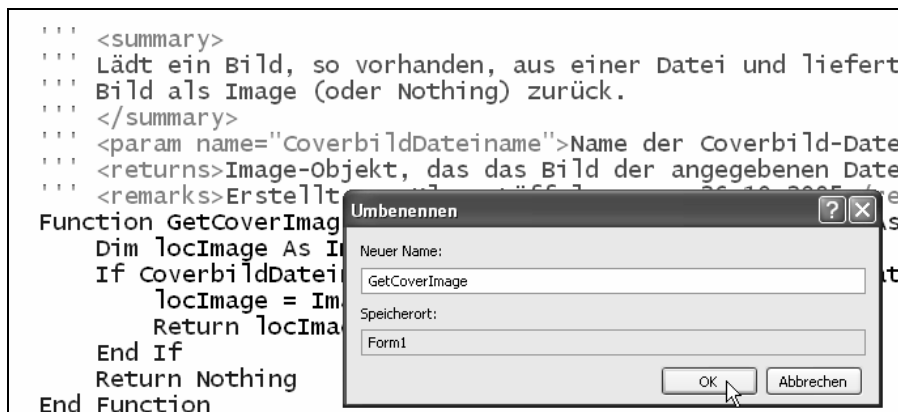 ''' <summary>
''' Lädt ein Bild, so vorhanden, aus einer Datei und liefert
''' Bild als Image (oder Nothing) zurück.
''' </summary>
''' <param name="CoverbildDateiname">Name der Coverbild-Date
''' <returns>Image-Objekt, das das Bild der angegebenen Date
''' <remarks>Erstellt
Function GetCoverImag
Dim locImage As Im
If CoverbildDatei
locImage = Im
Return locIma
End If
Return Nothing
End Function
Umbenennen
Neuer Name:
GetCoverImage
Speicherort:
Form1
OK
Abbrechen